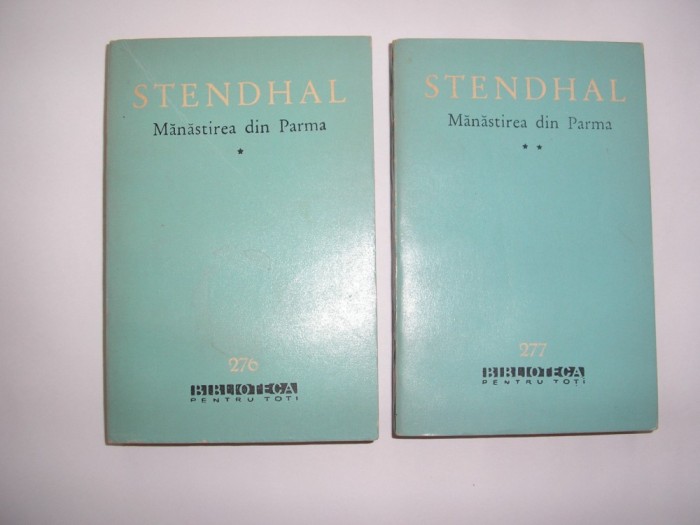 STENDHAL
Mănăstirea din Parma
*
276
BIBLIOTECA
PENTRU TOȚI
STENDHAL
Mănăstirea din Parma
* *
277
BIBLIOTECA
PENTRU TOȚI